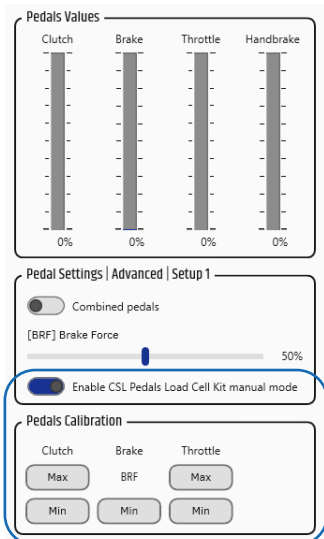 Pedals Values
Clutch Brake Throttle Handbrake
0% 0% 0% 0%
Pedal Settings | Advanced | Setup 1
Combined pedals
[BRF] Brake Force
50%
Enable CSL Pedals Load Cell Kit manual mode
Pedals Calibration
Clutch Brake Throttle
Max BRF Max
Min Min Min